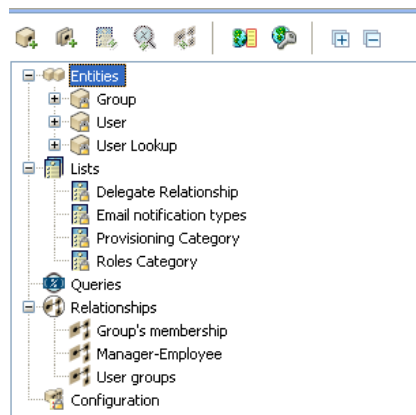 Entities
Group
User
User Lookup
Lists
Delegate Relationship
Email notification types
Provisioning Category
Roles Category
Queries
Relationships
Group's membership
Manager-Employee
User groups
Configuration